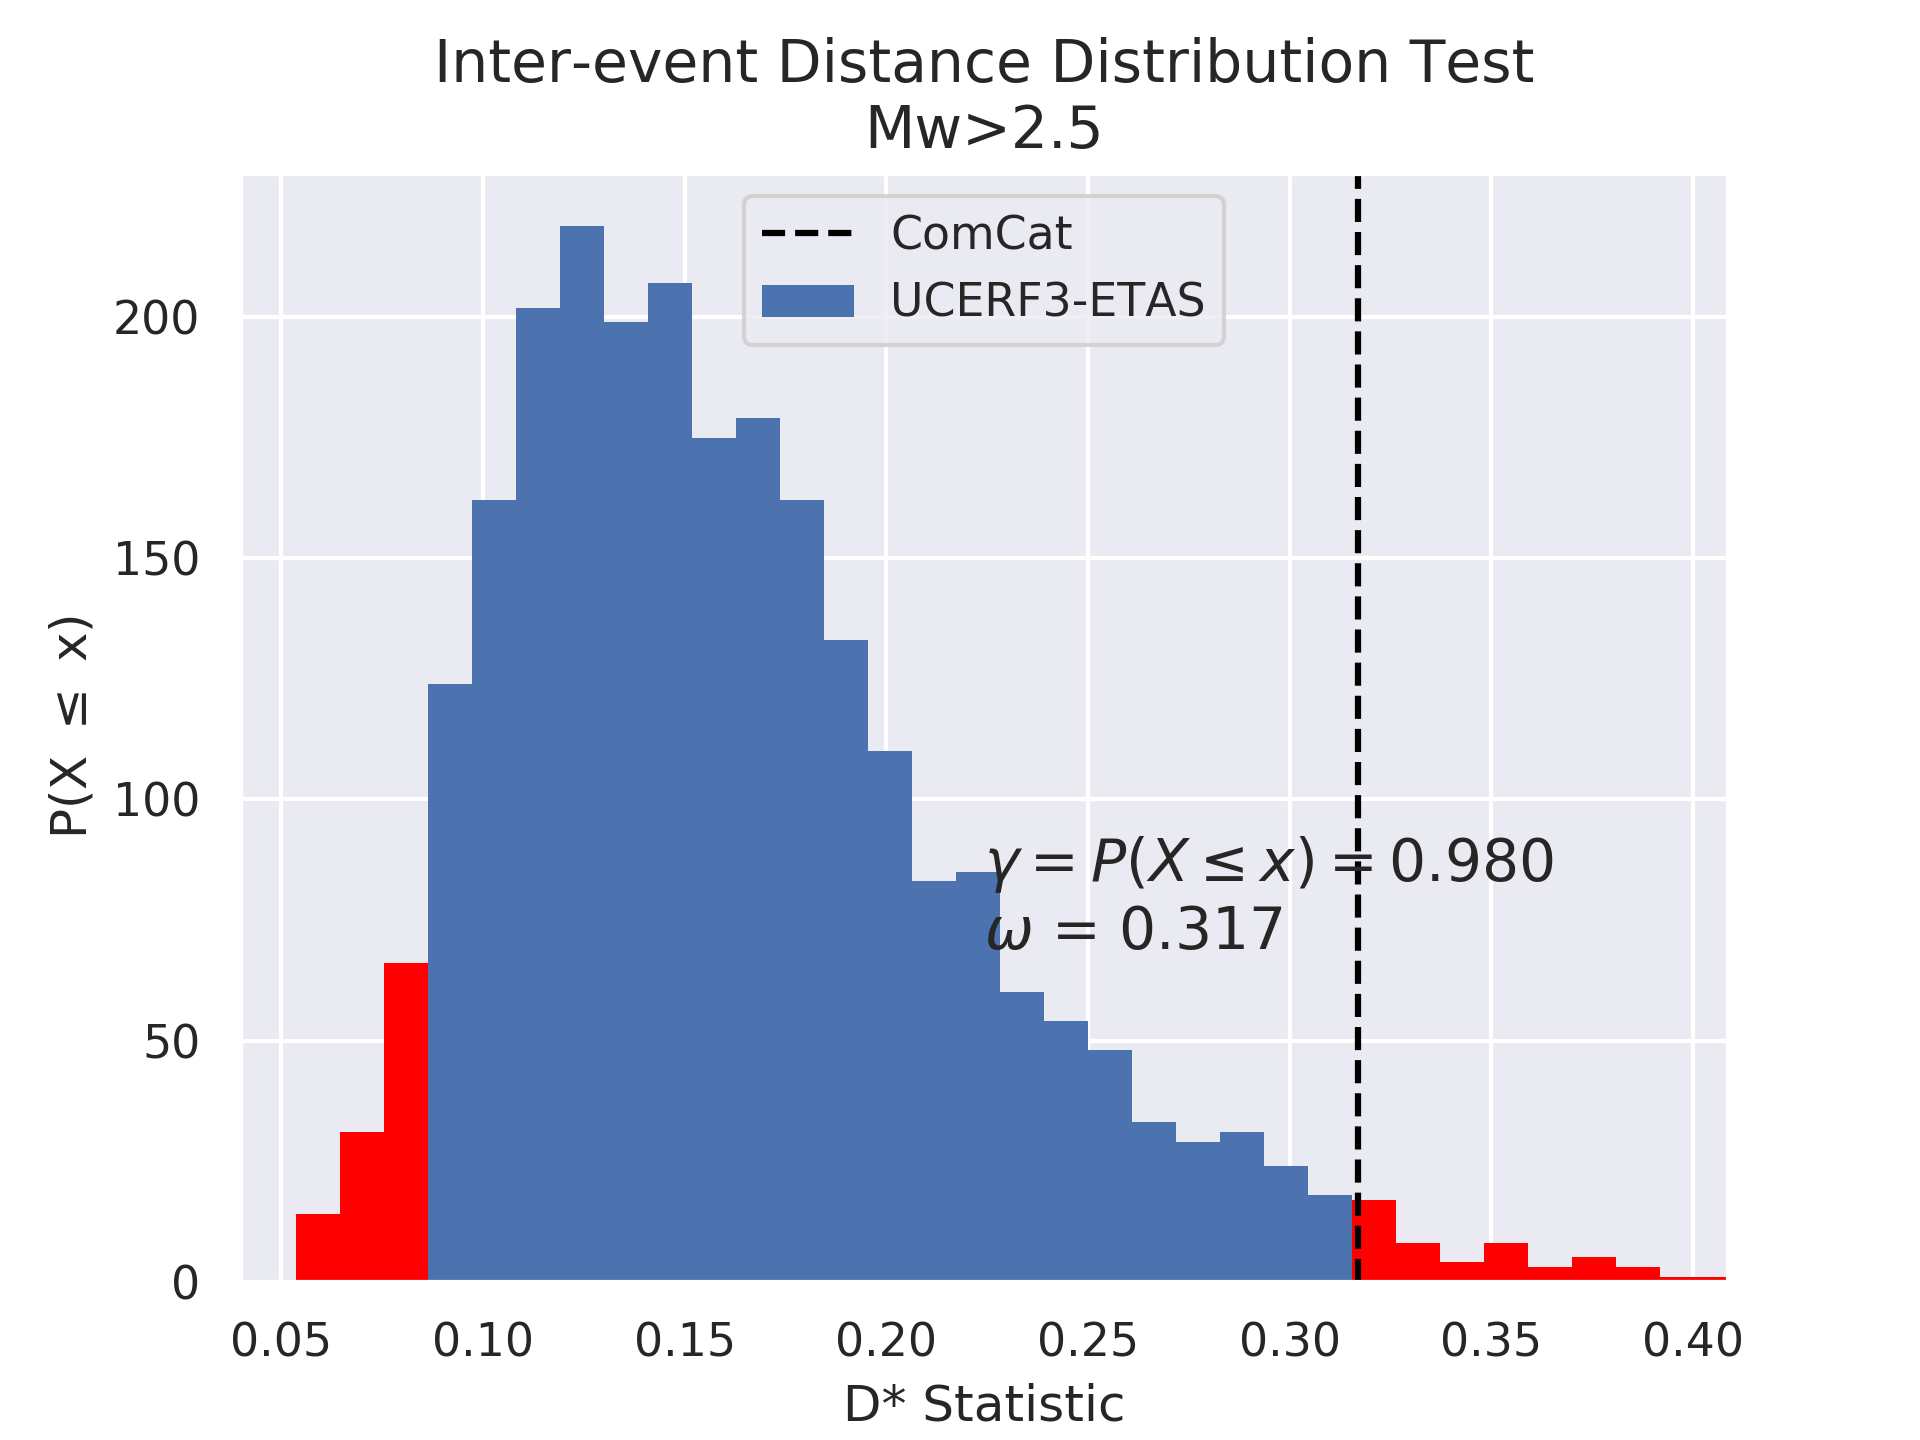 Inter-event Distance Distribution Test
Mw>2.5
ComCat
UCERF3-ETAS
200
150
100
50
0
P(X ≤ x)
γ = P(X ≤ x) = 0.980
ω = 0.317
0.05 0.10 0.15 0.20 0.25 0.30 0.35 0.40
D* Statistic